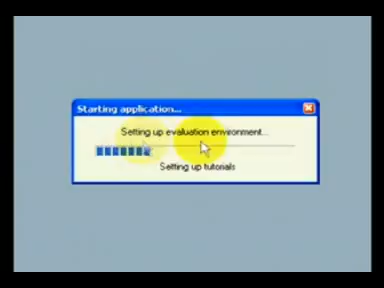 Starting application...
Setting up evaluation environment...
Setting up tutorials